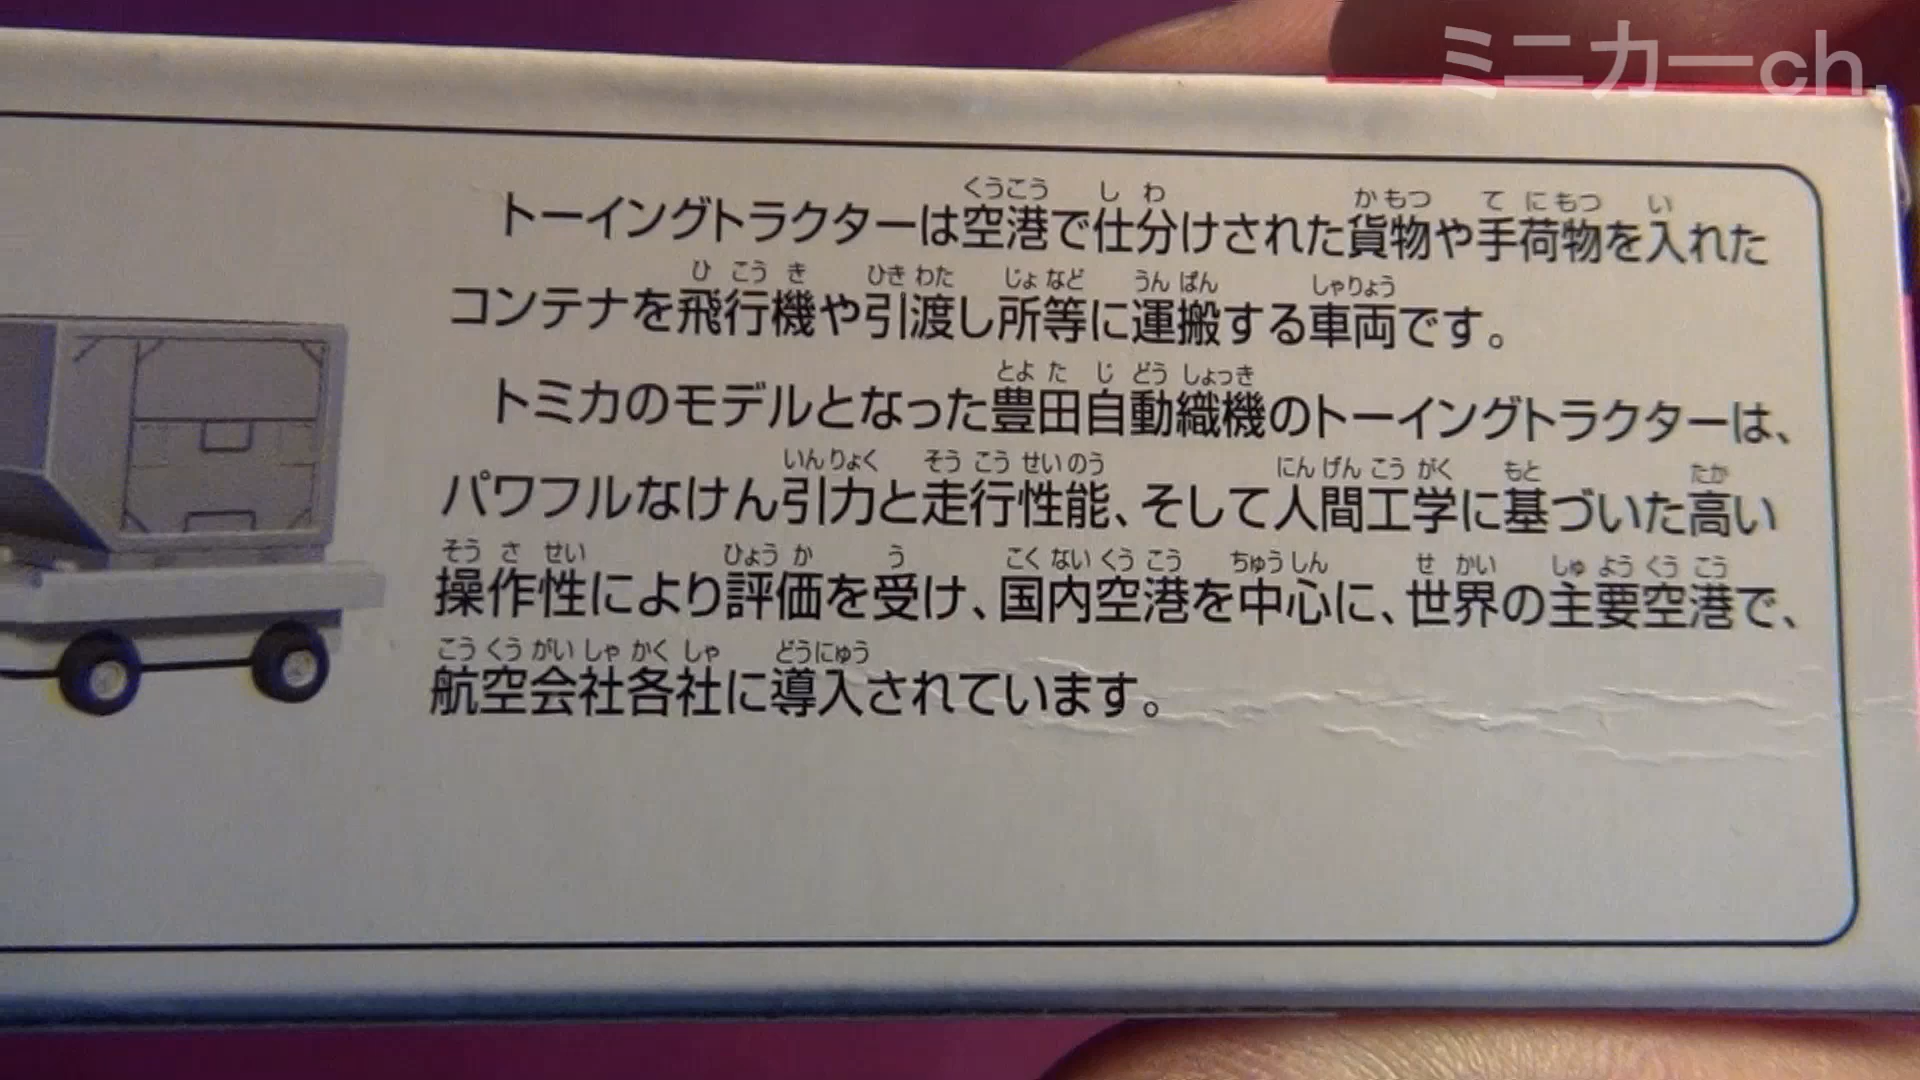 ミニカーch.
トーイングトラクターは空港で仕分けされた貨物や手荷物を入れた
コンテナを飛行機や引渡し所等に運搬する車両です。
トミカのモデルとなった豊田自動織機のトーイングトラクターは、
パワフルなけん引力と走行性能、そして人間工学に基づいた高い
操作性により評価を受け、国内空港を中心に、世界の主要空港で、
航空会社各社に導入されています。